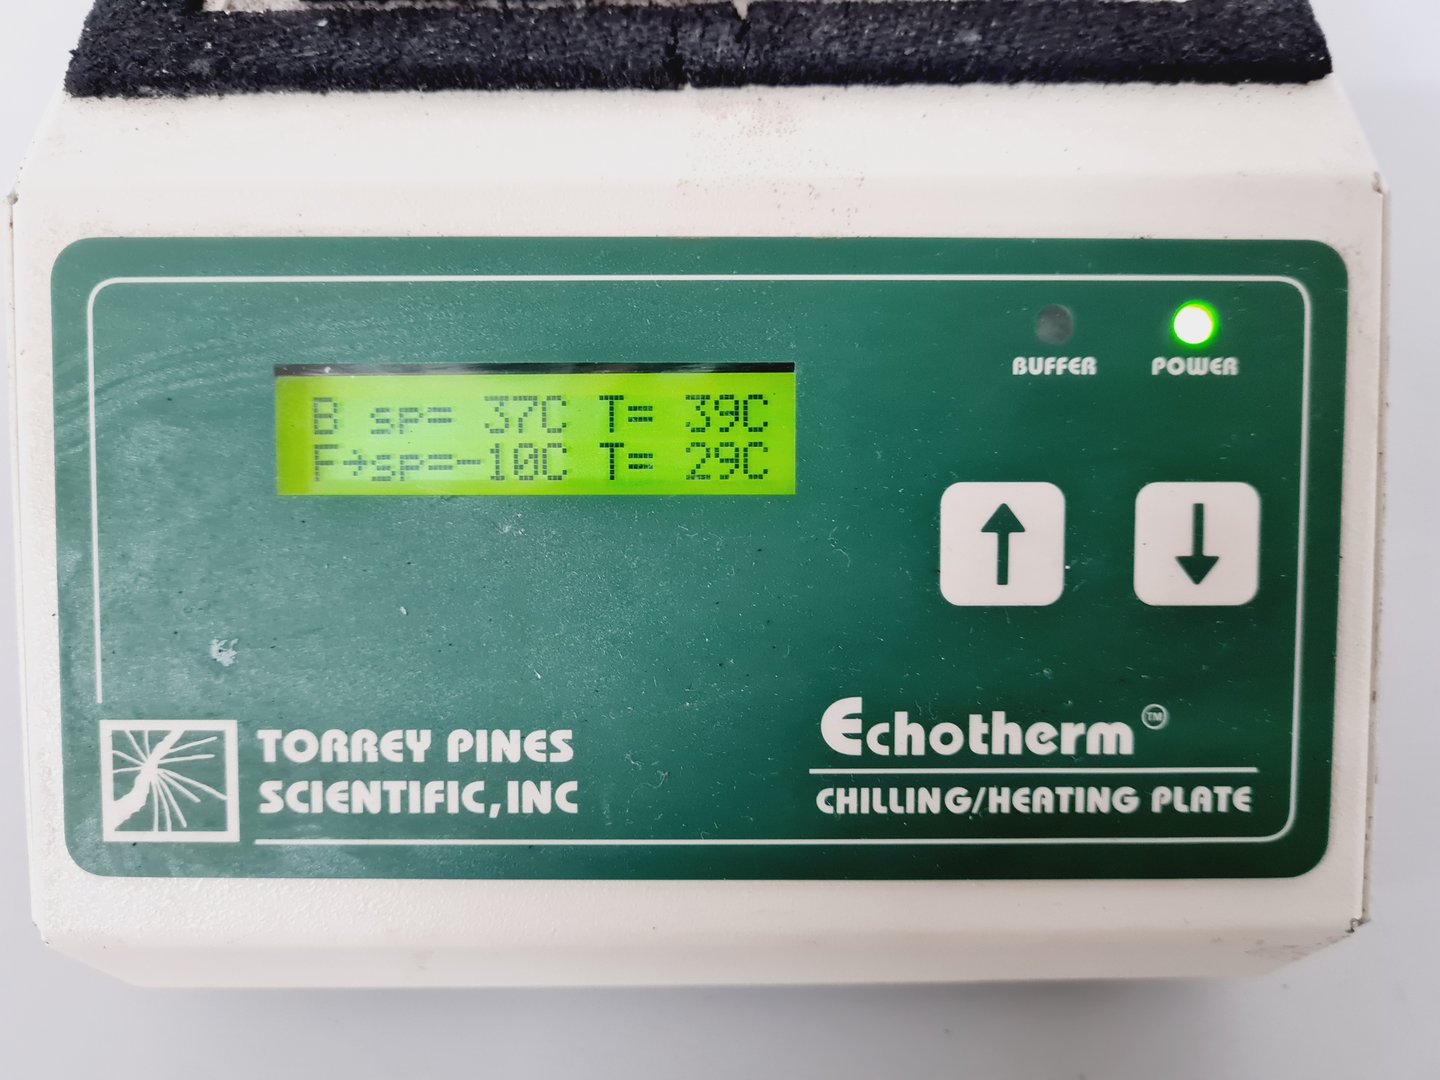 B sp= 37C T= 39C
F→sp=-10C T= 29C
BUFFER
POWER
↑ ↓
TORREY PINES
SCIENTIFIC, INC
Echotherm™
CHILLING/HEATING PLATE